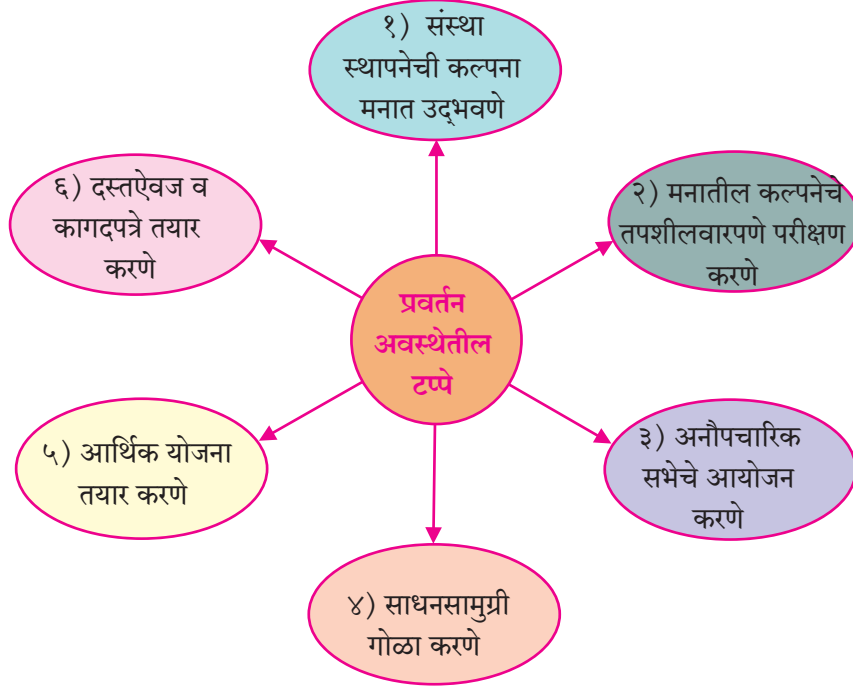 १) संस्था
स्थापनेची कल्पना
मनात उद्‌भवणे
२) मनातील कल्पनेचे
तपशीलवारपणे परीक्षण
करणे
३) अनौपचारिक
सभेचे आयोजन
करणे
४) साधनसामुग्री
गोळा करणे
५) आर्थिक योजना
तयार करणे
६) दस्तऐवज व
कागदपत्रे तयार
करणे
प्रवर्तन
अवस्थेतील
टप्पे